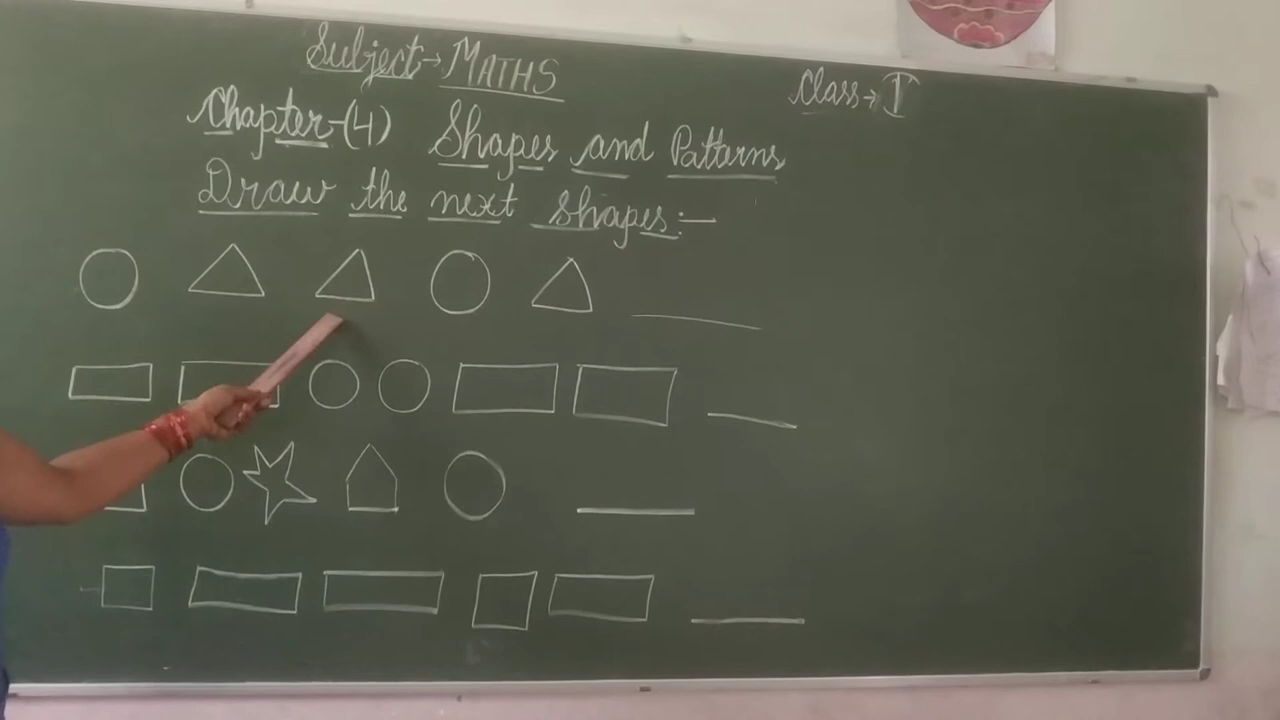 Subject→MATHS
Class→I
Chapter-(4) Shapes and Patterns
Draw the next shapes:—